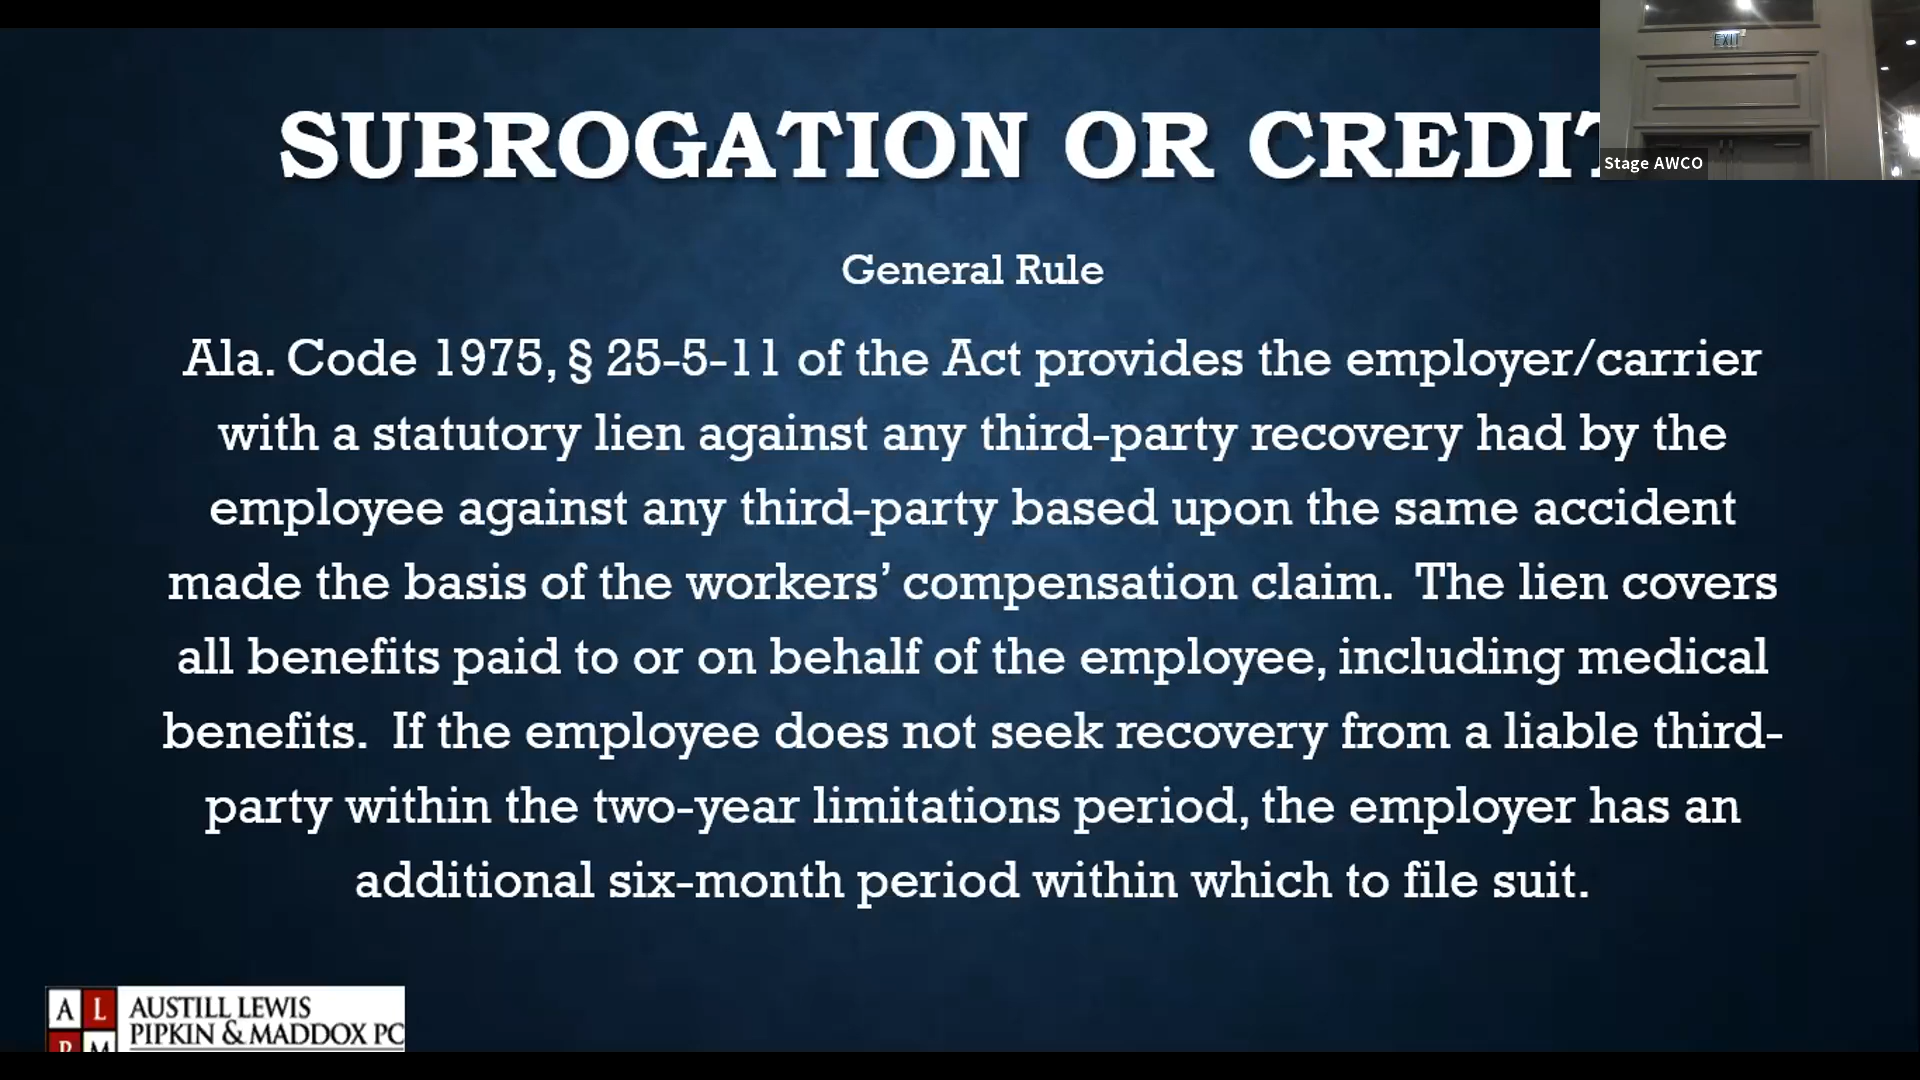 EXIT
SUBROGATION OR CREDIT
Stage AWCO
General Rule
Ala. Code 1975, § 25-5-11 of the Act provides the employer/carrier
with a statutory lien against any third-party recovery had by the
employee against any third-party based upon the same accident
made the basis of the workers’ compensation claim.  The lien covers
all benefits paid to or on behalf of the employee, including medical
benefits.  If the employee does not seek recovery from a liable third-
party within the two-year limitations period, the employer has an
additional six-month period within which to file suit.
A L
P M
AUSTILL LEWIS
PIPKIN & MADDOX PC